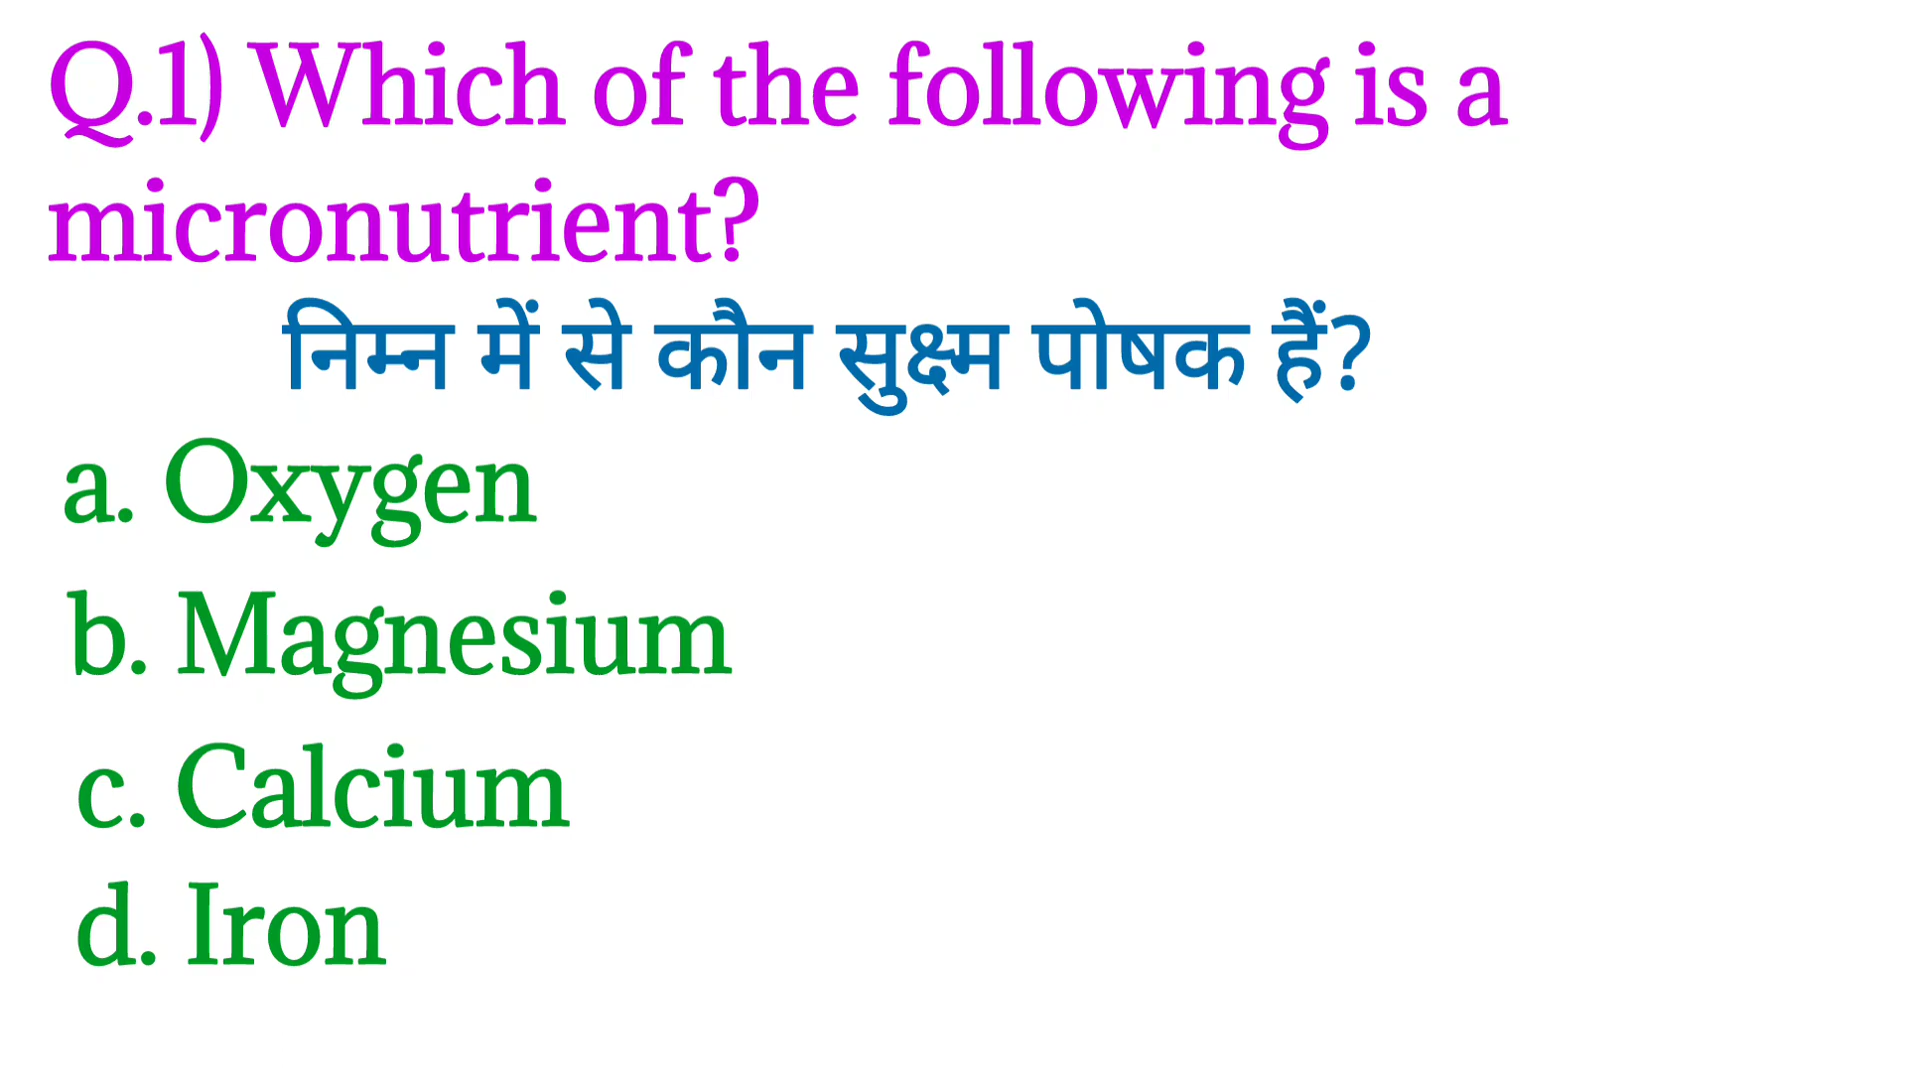 Q.1) Which of the following is a
micronutrient?
निम्न में से कौन सुक्ष्म पोषक हैं?
a. Oxygen
b. Magnesium
c. Calcium
d. Iron